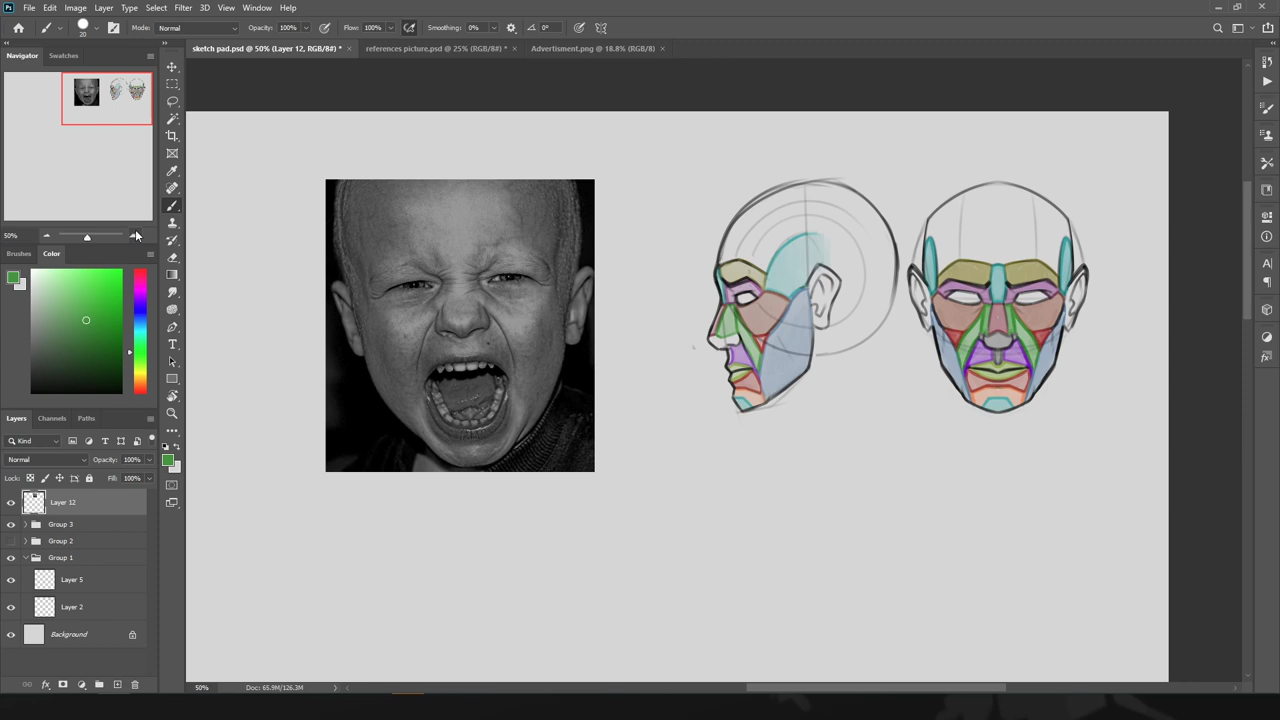 Ps File Edit Image Layer Type Select Filter 3D View Window Help
20 Mode: Normal Opacity: 100% Flow: 100% Smoothing: 0% 0°
sketch pad.psd @ 50% (Layer 12, RGB/8#) * × references picture.psd @ 25% (RGB/8#) * × Advertisment.png @ 18.8% (RGB/8) ×
Navigator Swatches
50%
Brushes Color
Layers Channels Paths
Kind
Normal Opacity: 100%
Lock: Fill: 100%
Layer 12
Group 3
Group 2
Group 1
Layer 5
Layer 2
Background
fx
50% Doc: 65.9M/126.3M